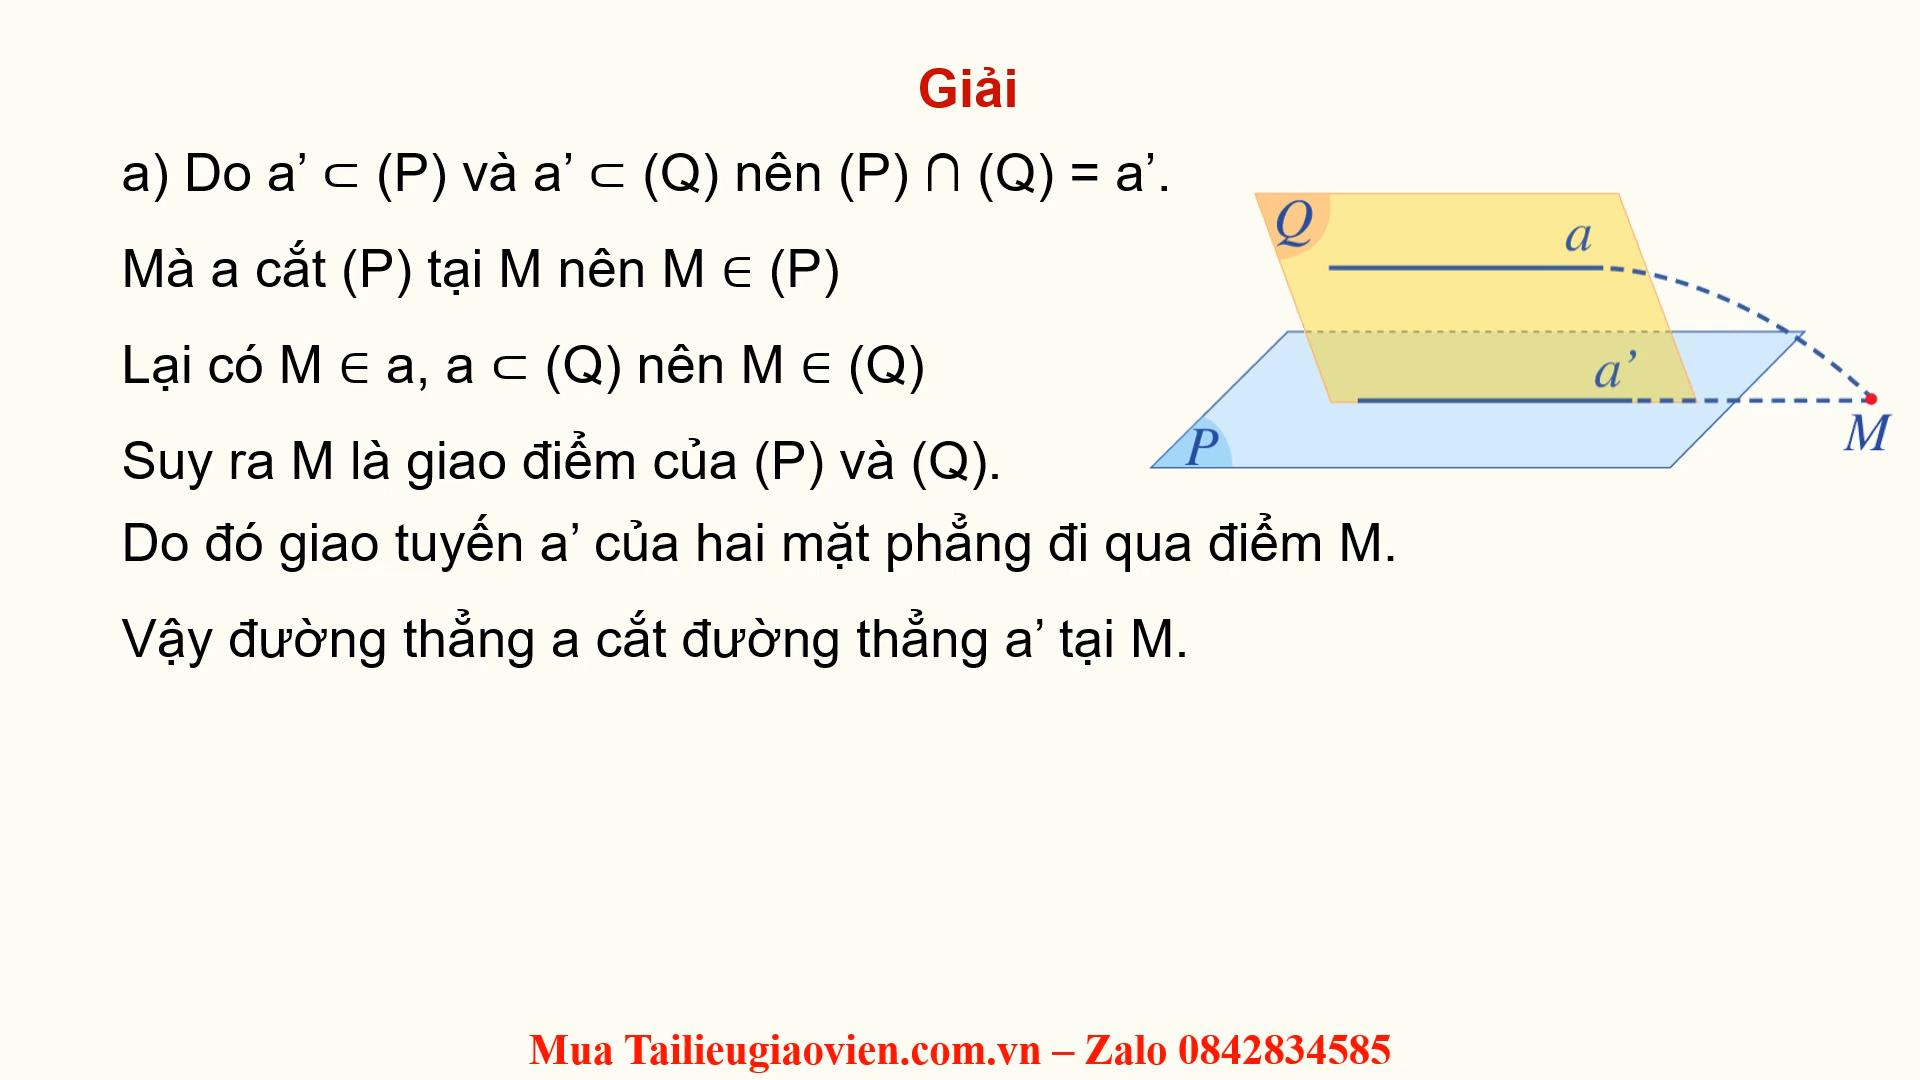 Giải
a) Do a’ ⊂ (P) và a’ ⊂ (Q) nên (P) ∩ (Q) = a’.
Mà a cắt (P) tại M nên M ∈ (P)
Lại có M ∈ a, a ⊂ (Q) nên M ∈ (Q)
Suy ra M là giao điểm của (P) và (Q).
Do đó giao tuyến a’ của hai mặt phẳng đi qua điểm M.
Vậy đường thẳng a cắt đường thẳng a’ tại M.
Q
a
a’
P
M
Mua Tailieugiaovien.com.vn – Zalo 0842834585